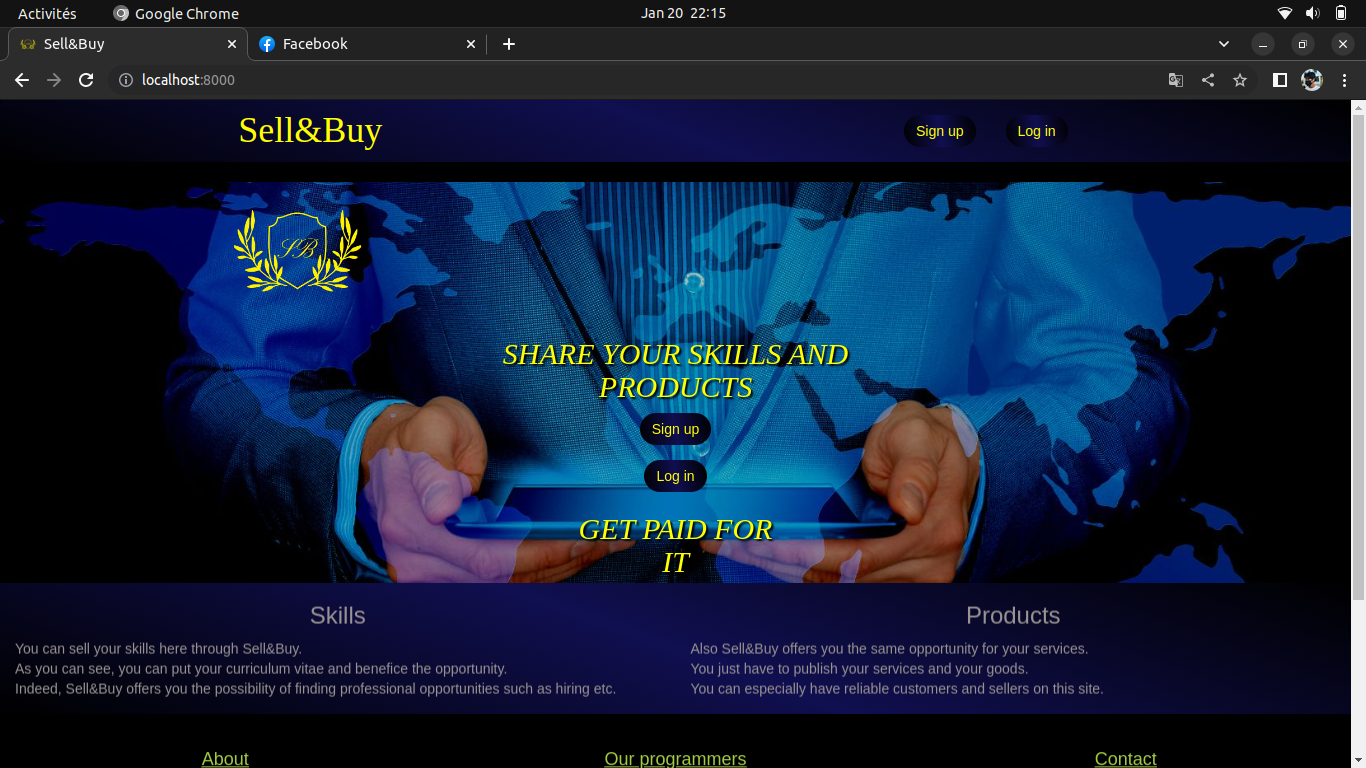 Activités
Google Chrome
Jan 20 22:15
Sell&Buy
Facebook
localhost:8000
Sell&Buy
Sign up
Log in
SB
SHARE YOUR SKILLS AND
PRODUCTS
Sign up
Log in
GET PAID FOR
IT
Skills
You can sell your skills here through Sell&Buy.
As you can see, you can put your curriculum vitae and benefice the opportunity.
Indeed, Sell&Buy offers you the possibility of finding professional opportunities such as hiring etc.
Products
Also Sell&Buy offers you the same opportunity for your services.
You just have to publish your services and your goods.
You can especially have reliable customers and sellers on this site.
About
Our programmers
Contact